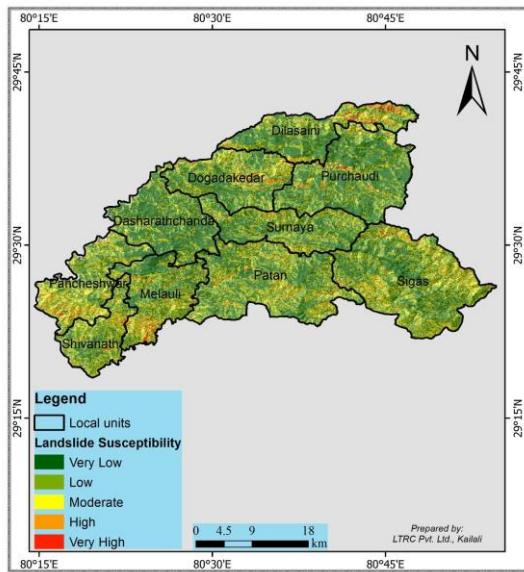 80°15'E 80°30'E 80°45'E
29°45'N
29°45'N
N
Dilasaini
Dogadakedar
Purchaudi
Dasharathchanda
Surnaya
29°30'N
29°30'N
Pancheshwar
Melauli
Patan
Sigas
Shivanath
29°15'N
29°15'N
Legend
Local units
Landslide Susceptibility
Very Low
Low
Moderate
High
Very High
0 4.5 9 18
km
Prepared by:
LTRC Pvt. Ltd., Kailali
80°15'E 80°30'E 80°45'E